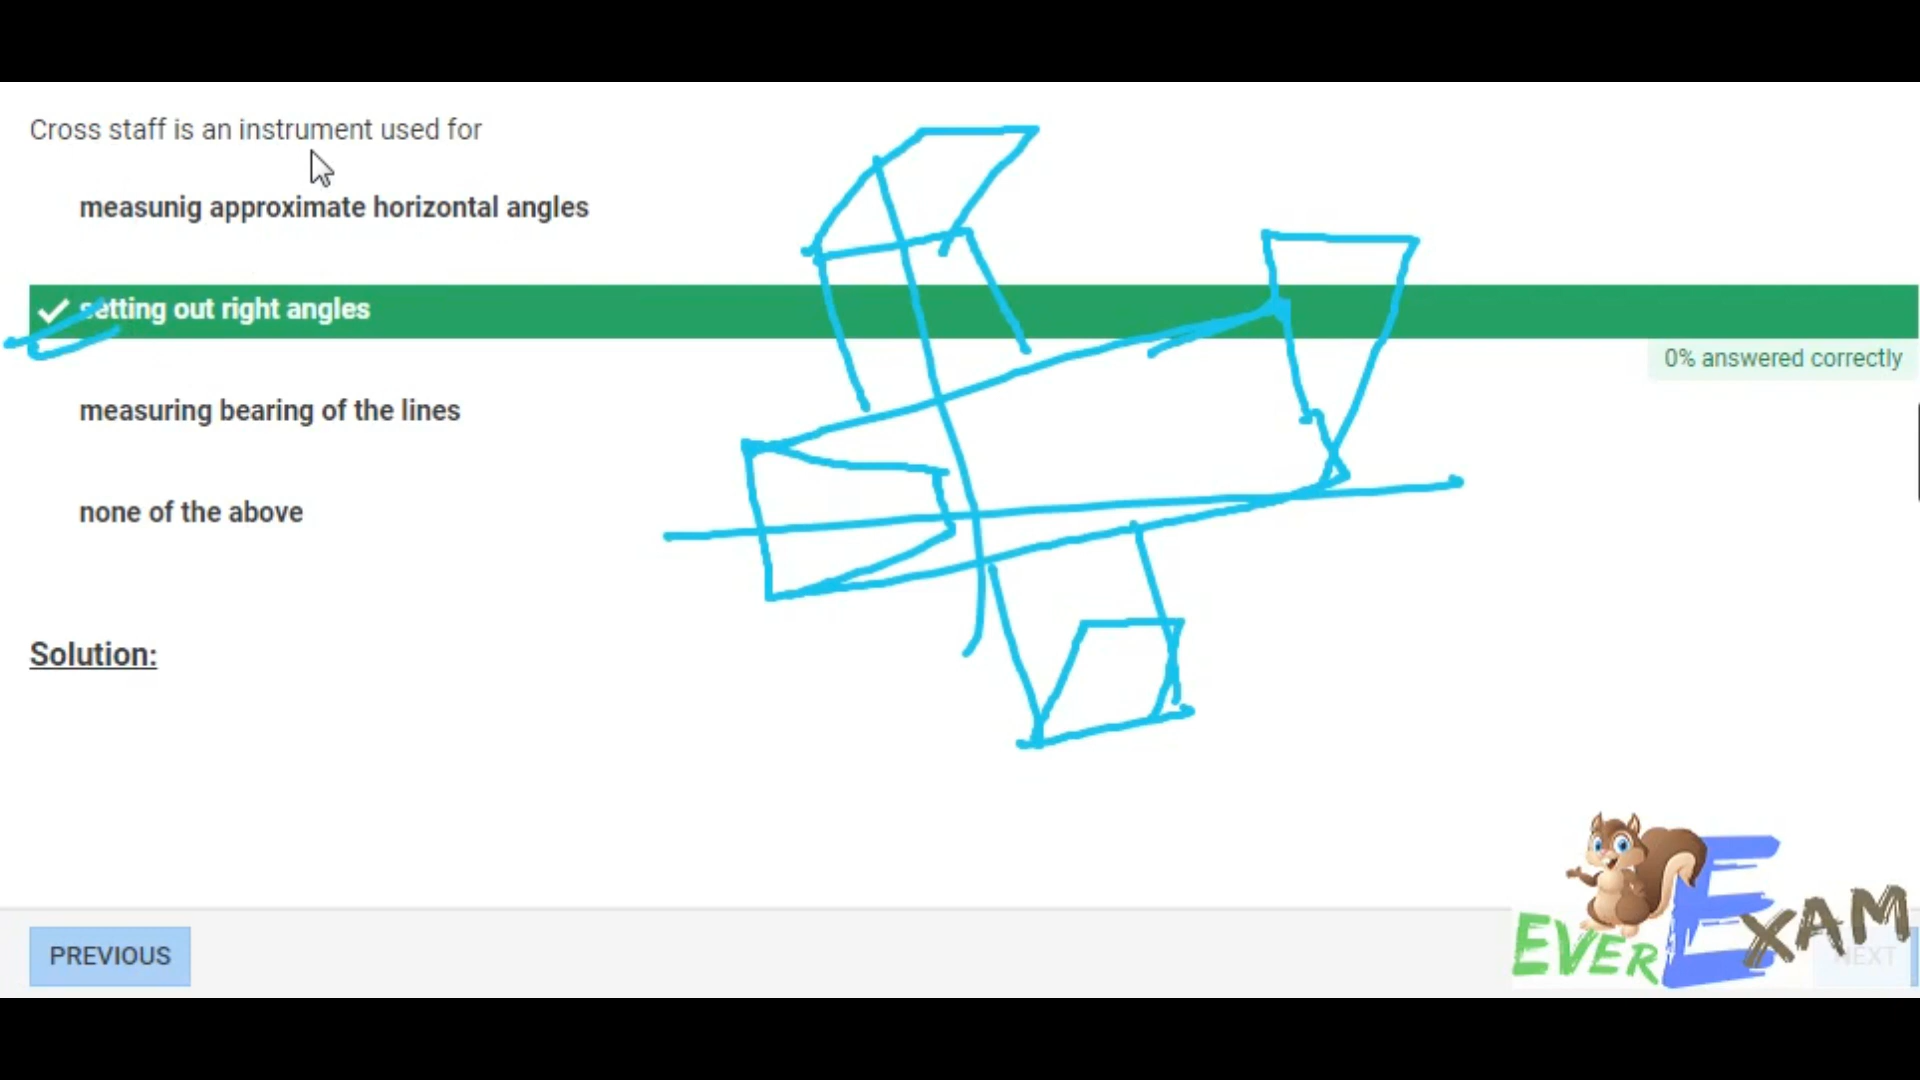 Cross staff is an instrument used for
measunig approximate horizontal angles
setting out right angles
0% answered correctly
measuring bearing of the lines
none of the above
Solution:
PREVIOUS
EVER EXAM
NEXT